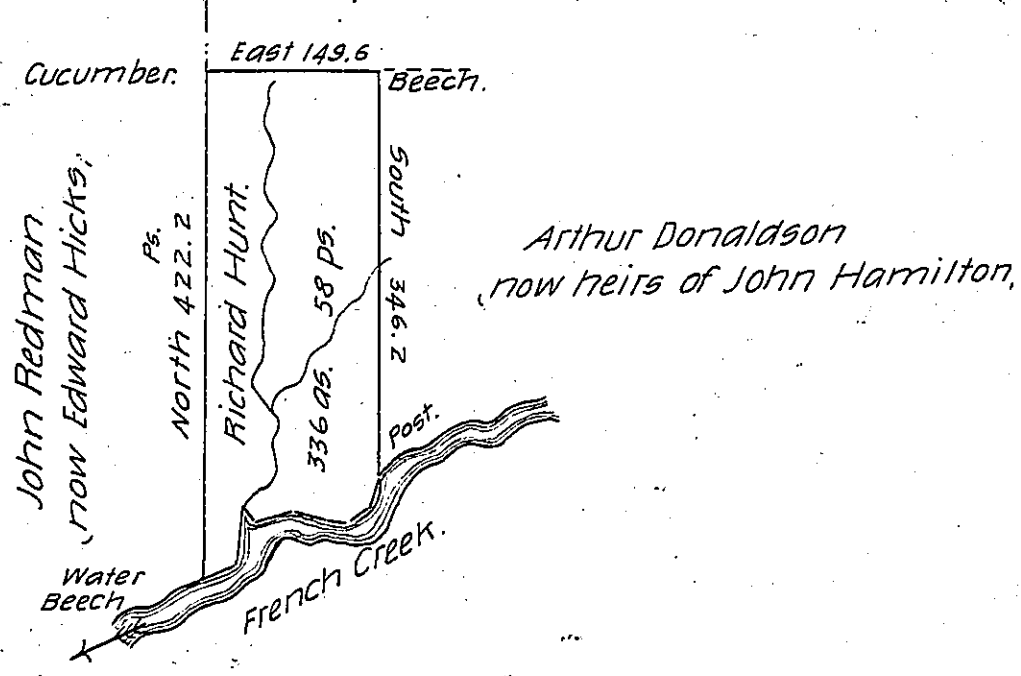 East 149.6
Cucumber.
Beech.
John Redman
now Edward Hicks,
Ps.
North 422.2
Richard Hunt.
336 as. 58 ps.
South 346.2
Arthur Donaldson
now heirs of John Hamilton,
Post.
Water
Beech
French Creek.